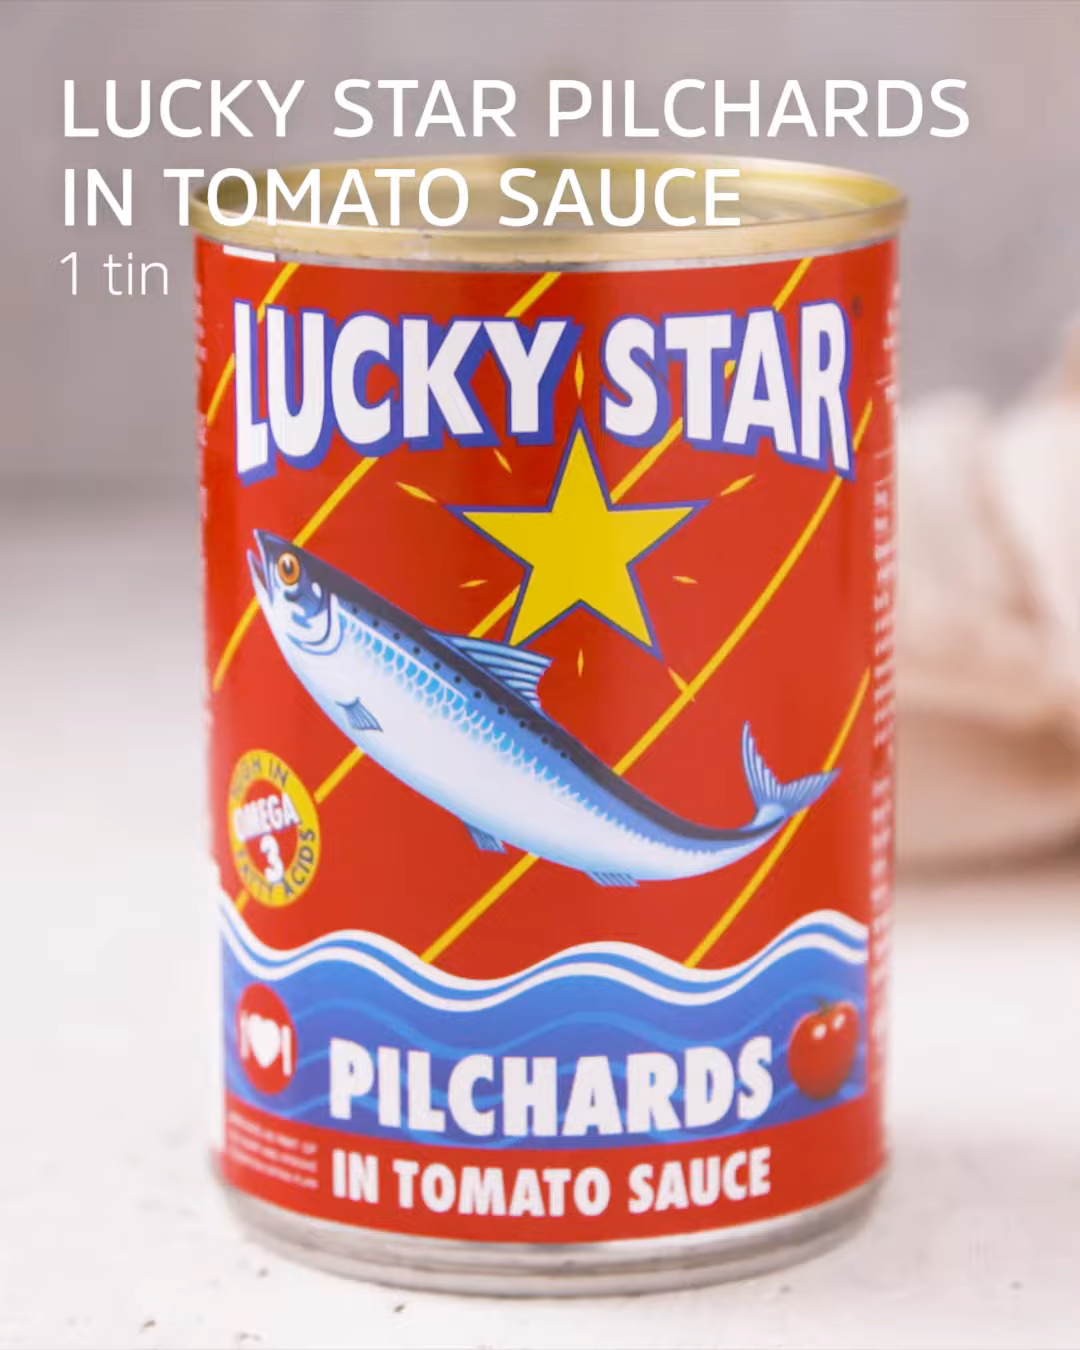 LUCKY STAR PILCHARDS
IN TOMATO SAUCE
1 tin
LUCKY STAR
HIGH IN
OMEGA
3
FATTY ACIDS
PILCHARDS
IN TOMATO SAUCE